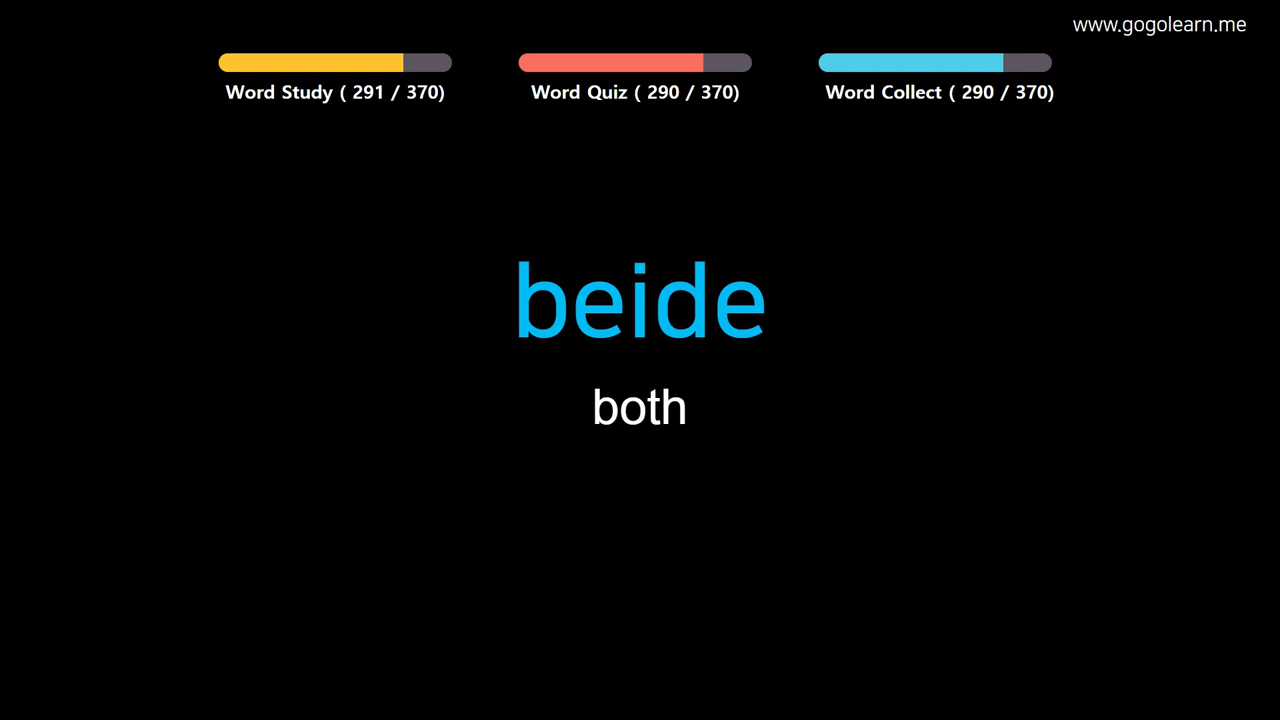 www.gogolearn.me
Word Study ( 291 / 370)
Word Quiz ( 290 / 370)
Word Collect ( 290 / 370)
beide
both